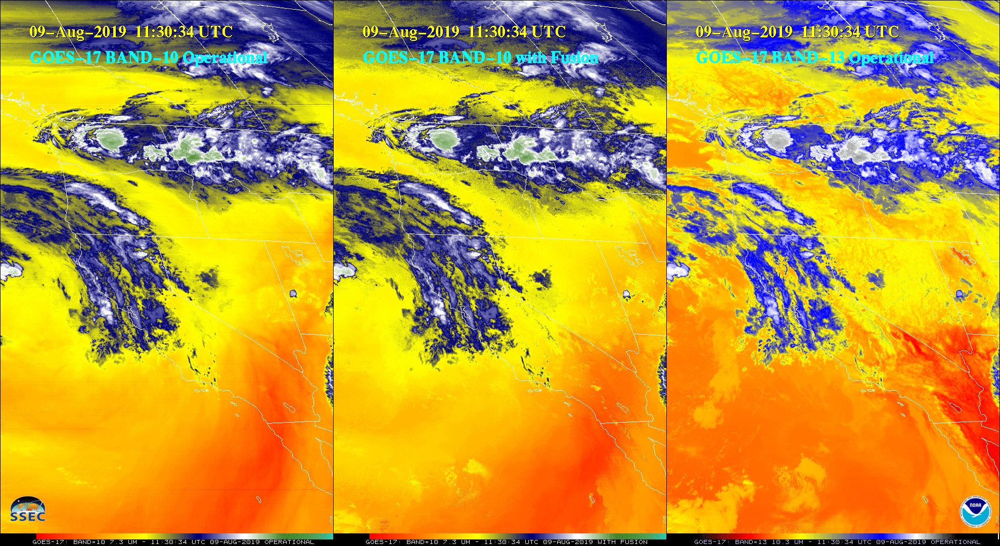 09-Aug-2019 11:30:34 UTC
GOES-17 BAND-10 Operational
09-Aug-2019 11:30:34 UTC
GOES-17 BAND-10 with Fusion
09-Aug-2019 11:30:34 UTC
GOES-17 BAND-13 Operational
SSEC
NOAA
GOES-17: BAND=10 7.3 UM - 11:30:34 UTC 09-AUG-2019 OPERATIONAL
GOES-17: BAND=10 7.3 UM - 11:30:34 UTC 09-AUG-2019 WITH FUSION
GOES-17: BAND=13 10.3 UM - 11:30:34 UTC 09-AUG-2019 OPERATIONAL